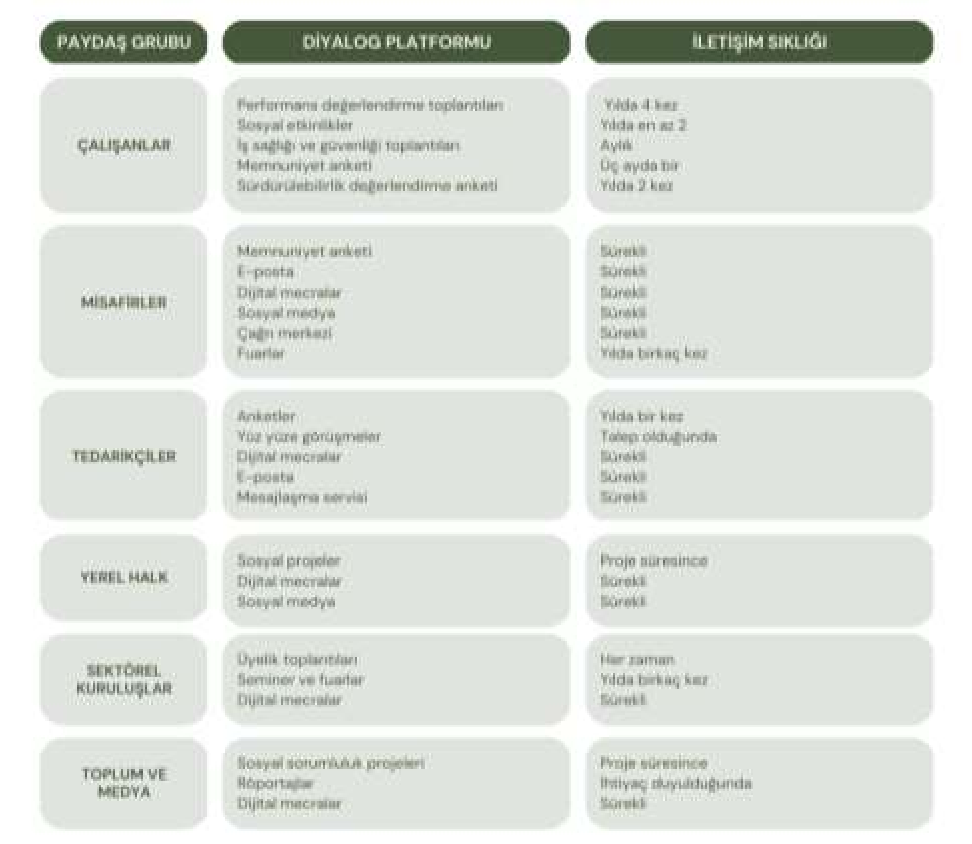 PAYDAŞ GRUBU DİYALOG PLATFORMU İLETİŞİM SIKLIĞI
ÇALIŞANLAR
Performans değerlendirme toplantıları Yılda 4 kez
Sosyal etkinlikler Yılda en az 2
İş sağlığı ve güvenliği toplantıları Aylık
Memnuniyet anketi Üç ayda bir
Sürdürülebilirlik değerlendirme anketi Yılda 2 kez
MİSAFİRLER
Memnuniyet anketi Sürekli
E-posta Sürekli
Dijital mecralar Sürekli
Sosyal medya Sürekli
Çağrı merkezi Sürekli
Fuarlar Yılda birkaç kez
TEDARİKÇİLER
Anketler Yılda bir kez
Yüz yüze görüşmeler Talep olduğunda
Dijital mecralar Sürekli
E-posta Sürekli
Mesajlaşma servisi Sürekli
YEREL HALK
Sosyal projeler Proje süresince
Dijital mecralar Sürekli
Sosyal medya Sürekli
SEKTÖREL
KURULUŞLAR
Üyelik toplantıları Her zaman
Seminer ve fuarlar Yılda birkaç kez
Dijital mecralar Sürekli
TOPLUM VE
MEDYA
Sosyal sorumluluk projeleri Proje süresince
Röportajlar İhtiyaç duyulduğunda
Dijital mecralar Sürekli